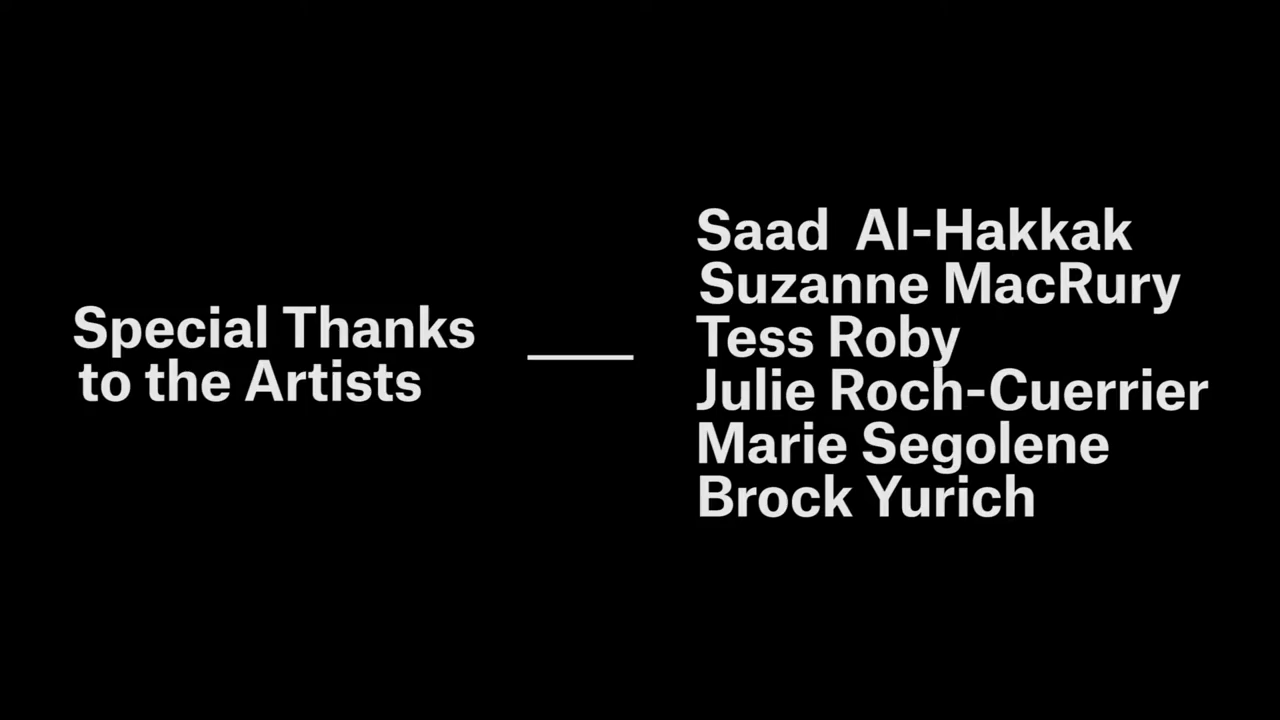 Special Thanks
to the Artists
Saad Al-Hakkak
Suzanne MacRury
Tess Roby
Julie Roch-Cuerrier
Marie Segolene
Brock Yurich